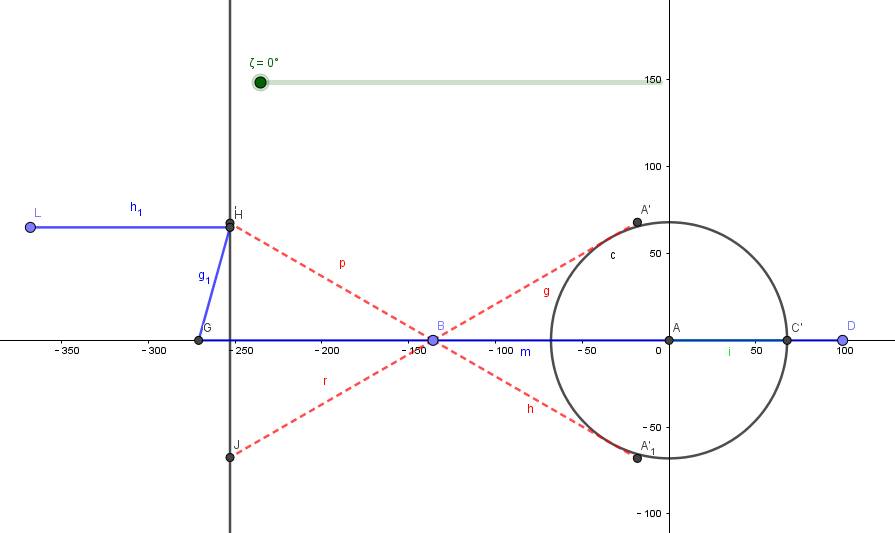 ζ = 0°
150
100
L
h₁
H
A'
p
c
50
g₁
g
G
B
A
C'
D
-350
-300
-250
-200
-150
-100
-50
0
50
100
m
i
r
h
-50
J
A'₁
-100